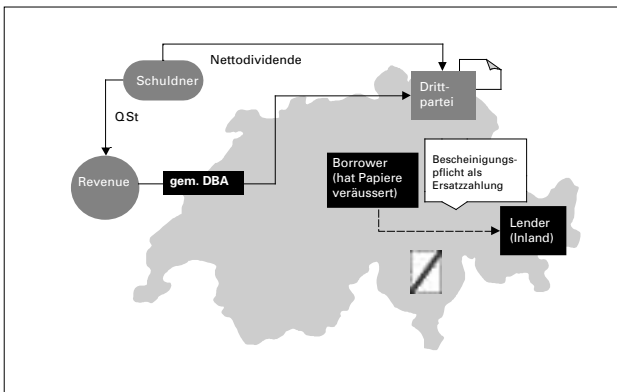 Nettodividende
Schuldner
Dritt-
partei
QSt
Revenue
gem. DBA
Borrower
(hat Papiere
veräussert)
Bescheinigungs-
pflicht als
Ersatzzahlung
Lender
(Inland)